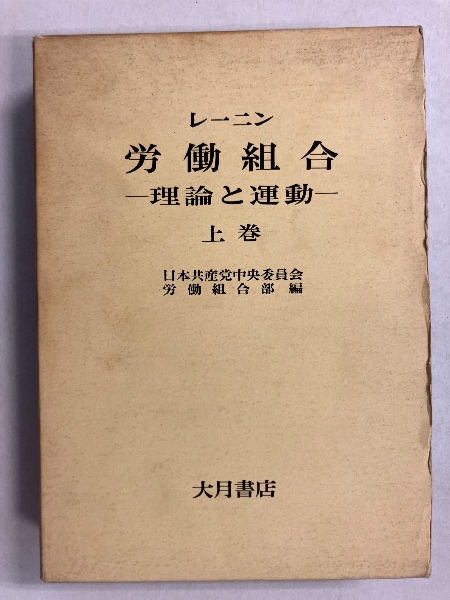 レーニン
労働組合
―理論と運動―
上巻
日本共産党中央委員会
労働組合部編
大月書店